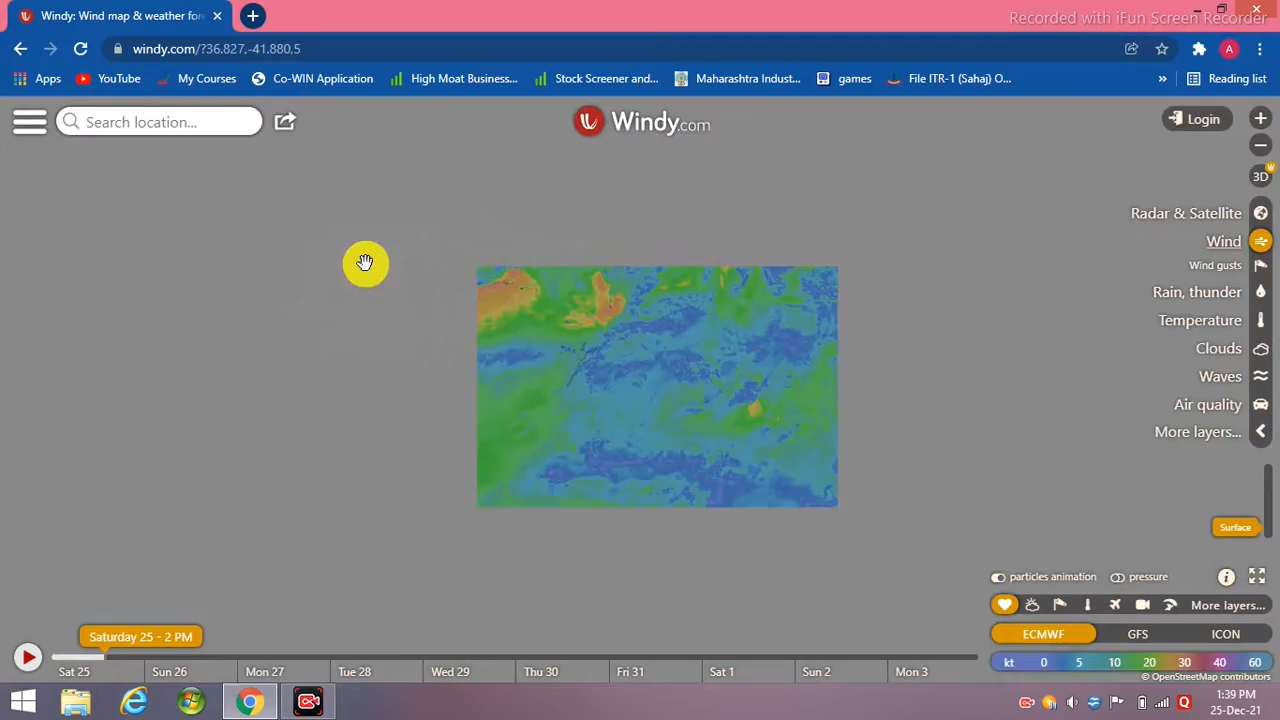 Windy: Wind map & weather for
Recorded with iFun Screen Recorder
windy.com/?36.827,-41.880,5
A
Apps
YouTube
My Courses
Co-WIN Application
High Moat Business...
Stock Screener and...
Maharashtra Indust...
games
File ITR-1 (Sahaj) O...
»
Reading list
Search location...
Windy.com
Login
3D
Radar & Satellite
Wind
Wind gusts
Rain, thunder
Temperature
Clouds
Waves
Air quality
More layers...
Surface
particles animation
pressure
More layers...
Saturday 25 - 2 PM
ECMWF
GFS
ICON
kt 0 5 10 20 30 40 60
Sat 25
Sun 26
Mon 27
Tue 28
Wed 29
Thu 30
Fri 31
Sat 1
Sun 2
Mon 3
© OpenStreetMap contributors
1:39 PM
25-Dec-21